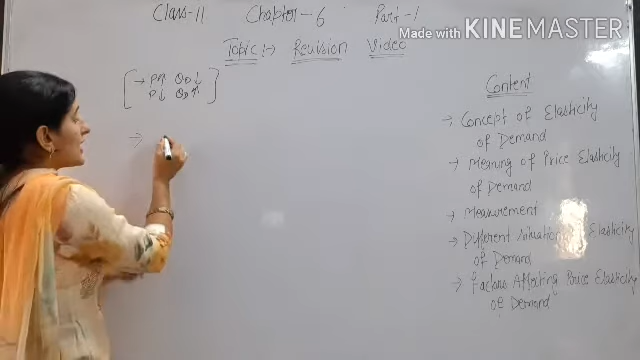 Class-11 Chapter-6 Part-1
Made with KINEMASTER
Topic:→ Revision Video
[→ P↑ QD↓
P↓ QD↑]
→
Content
→ Concept of Elasticity
of Demand
→ Meaning of Price Elasticity
of Demand
→ Measurement
→ Different Situation of Elasticity
of Demand
→ Factors Affecting Price Elasticity
of Demand